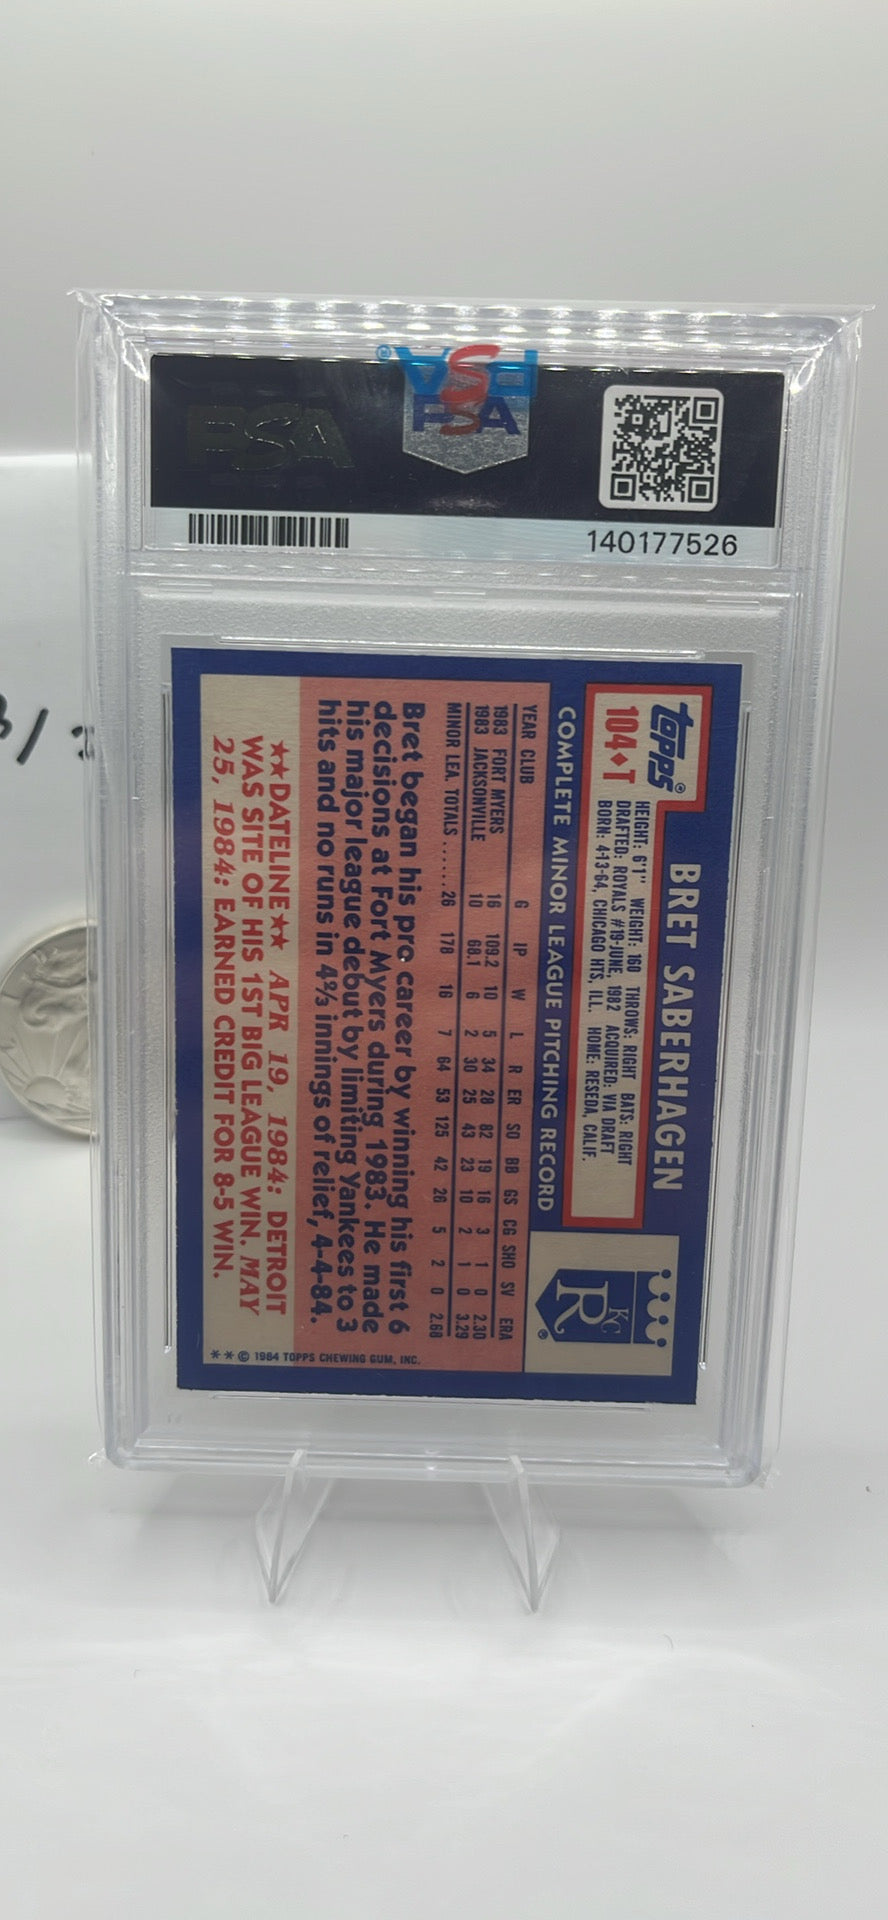 PSA
PSA
PSA
140177526
topps®
104♦T
BRET SABERHAGEN
HEIGHT: 6'1" WEIGHT: 160 THROWS: RIGHT BATS: RIGHT
DRAFTED: ROYALS #19-JUNE, 1982 ACQUIRED: VIA DRAFT
BORN: 4-13-64, CHICAGO HTS, ILL. HOME: RESEDA, CALIF.
KC
R®
COMPLETE MINOR LEAGUE PITCHING RECORD
YEAR CLUB G IP W L R ER SO BB GS CG SHO SV ERA
1983 FORT MYERS 16 109.2 10 5 34 28 82 19 16 3 1 0 2.30
1983 JACKSONVILLE 10 68.1 6 2 30 25 43 23 10 2 1 0 3.29
MINOR LEA. TOTALS ...... 26 178 16 7 64 53 125 42 26 5 2 0 2.68
Bret began his pro career by winning his first 6
decisions at Fort Myers during 1983. He made
his major league debut by limiting Yankees to 3
hits and no runs in 4⅔ innings of relief, 4-4-84.
★★DATELINE★★ APR 19, 1984: DETROIT
WAS SITE OF HIS 1ST BIG LEAGUE WIN. MAY
25, 1984: EARNED CREDIT FOR 8-5 WIN.
**© 1984 TOPPS CHEWING GUM, INC.